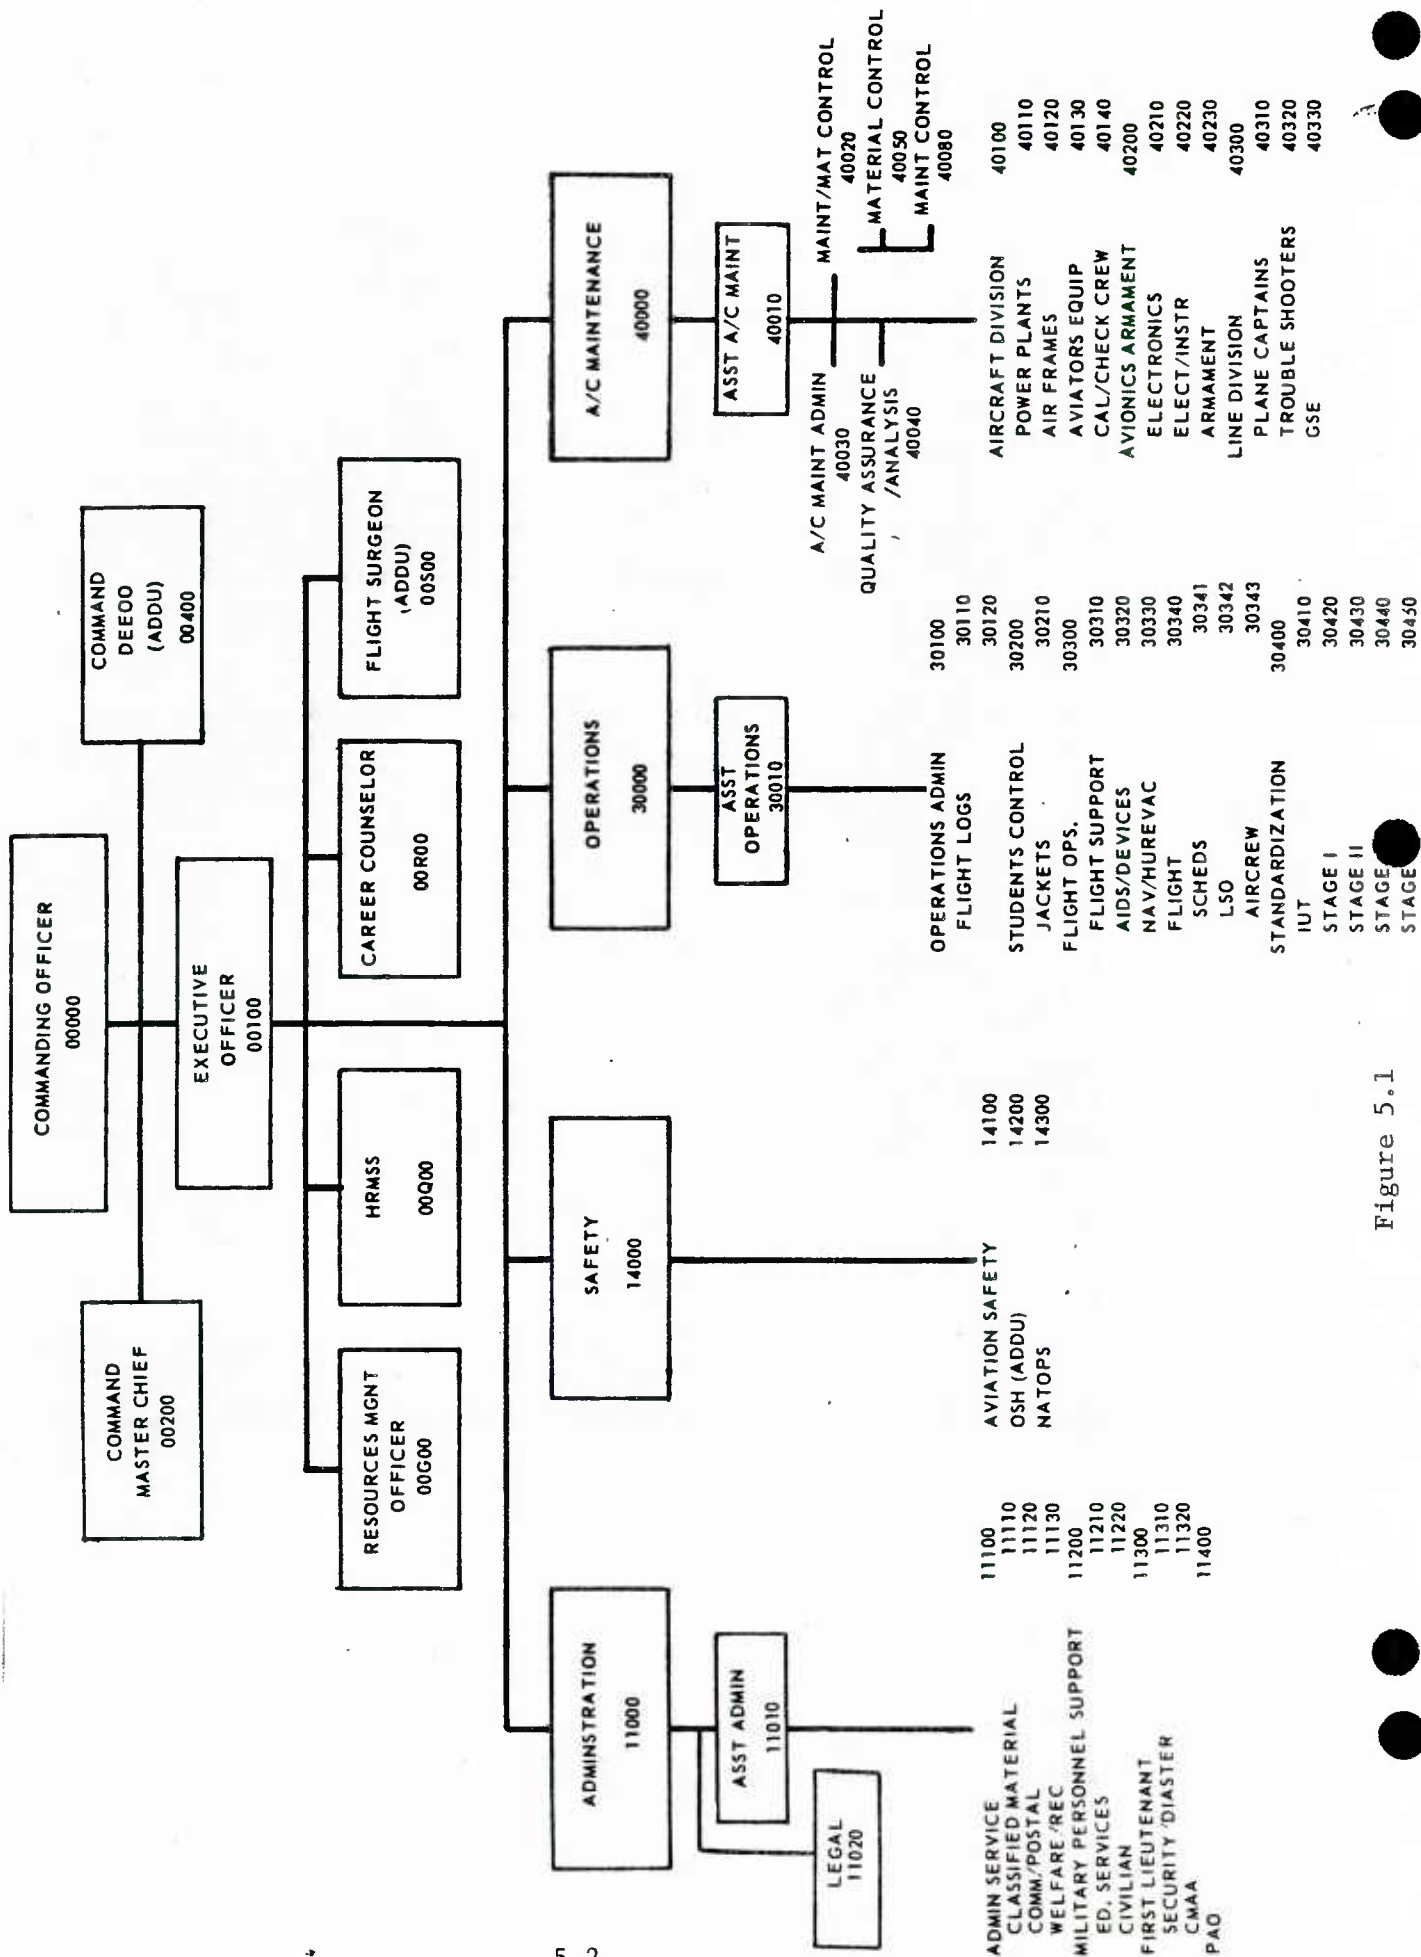 COMMANDING OFFICER
00000
COMMAND
MASTER CHIEF
00200
COMMAND
DEEOO
(ADDU)
00400
EXECUTIVE
OFFICER
00100
RESOURCES MGNT
OFFICER
00G00
HRMSS
00Q00
CAREER COUNSELOR
00R00
FLIGHT SURGEON
(ADDU)
00S00
ADMINSTRATION
11000
SAFETY
14000
OPERATIONS
30000
A/C MAINTENANCE
40000
ASST ADMIN
11010
LEGAL
11020
ASST
OPERATIONS
30010
ASST A/C MAINT
40010
A/C MAINT ADMIN
40030
QUALITY ASSURANCE
/ANALYSIS
40040
MAINT/MAT CONTROL
40020
MATERIAL CONTROL
40050
MAINT CONTROL
40080
ADMIN SERVICE 11100
CLASSIFIED MATERIAL 11110
COMM/POSTAL 11120
WELFARE/REC 11130
MILITARY PERSONNEL SUPPORT 11200
ED. SERVICES 11210
CIVILIAN 11220
FIRST LIEUTENANT 11300
SECURITY/DIASTER 11310
CMAA 11320
PAO 11400
AVIATION SAFETY 14100
OSH (ADDU) 14200
NATOPS 14300
OPERATIONS ADMIN 30100
FLIGHT LOGS 30110
30120
STUDENTS CONTROL 30200
JACKETS 30210
FLIGHT OPS. 30300
FLIGHT SUPPORT 30310
AIDS/DEVICES 30320
NAV/HUREVAC 30330
FLIGHT 30340
SCHEDS 30341
LSO 30342
AIRCREW 30343
STANDARDIZATION 30400
IUT 30410
STAGE I 30420
STAGE II 30430
STAGE 30440
STAGE 30450
AIRCRAFT DIVISION 40100
POWER PLANTS 40110
AIR FRAMES 40120
AVIATORS EQUIP 40130
CAL/CHECK CREW 40140
AVIONICS ARMAMENT 40200
ELECTRONICS 40210
ELECT/INSTR 40220
ARMAMENT 40230
LINE DIVISION 40300
PLANE CAPTAINS 40310
TROUBLE SHOOTERS 40320
GSE 40330
Figure 5.1